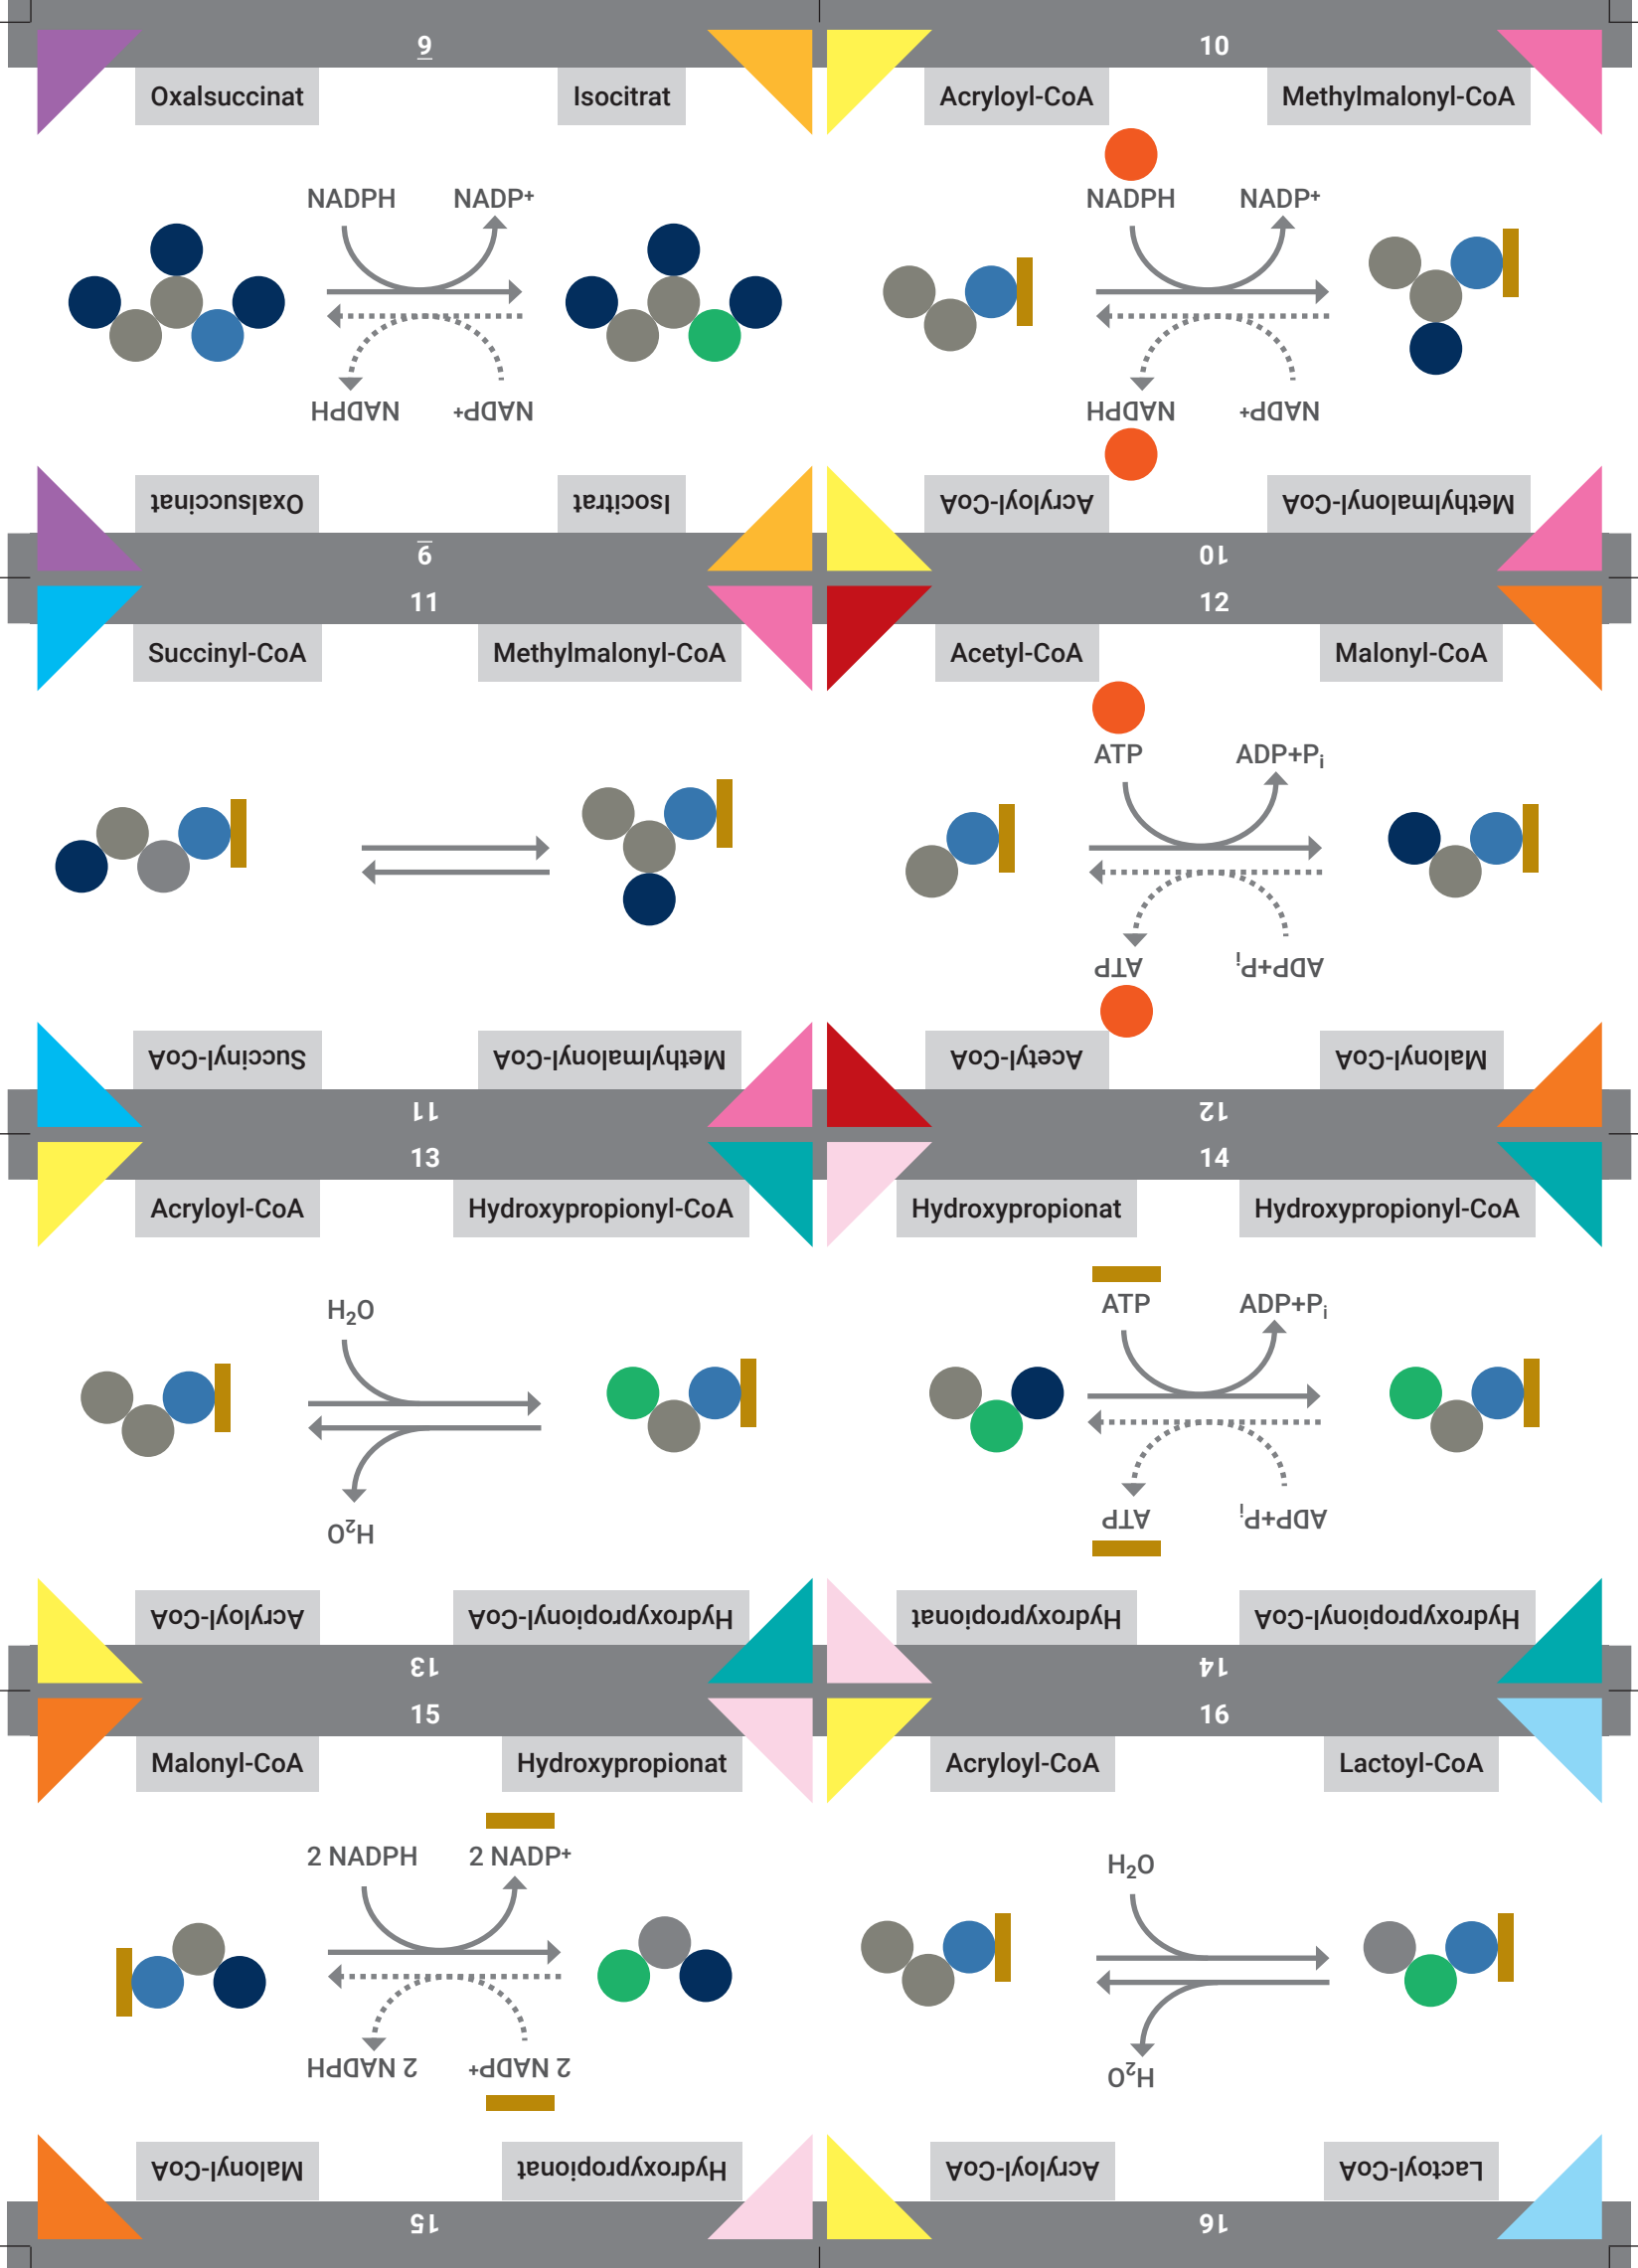 9
Oxalsuccinat
Isocitrat
NADPH
NADP+
NADPH
NADP+
Oxalsuccinat
Isocitrat
9
10
Acryloyl-CoA
Methylmalonyl-CoA
NADPH
NADP+
NADPH
NADP+
Acryloyl-CoA
Methylmalonyl-CoA
10
11
Succinyl-CoA
Methylmalonyl-CoA
Succinyl-CoA
Methylmalonyl-CoA
11
12
Acetyl-CoA
Malonyl-CoA
ATP
ADP+Pi
ATP
ADP+Pi
Acetyl-CoA
Malonyl-CoA
12
13
Acryloyl-CoA
Hydroxypropionyl-CoA
H2O
H2O
Acryloyl-CoA
Hydroxypropionyl-CoA
13
14
Hydroxypropionat
Hydroxypropionyl-CoA
ATP
ADP+Pi
ATP
ADP+Pi
Hydroxypropionat
Hydroxypropionyl-CoA
14
15
Malonyl-CoA
Hydroxypropionat
2 NADPH
2 NADP+
2 NADPH
2 NADP+
Malonyl-CoA
Hydroxypropionat
15
16
Acryloyl-CoA
Lactoyl-CoA
H2O
H2O
Acryloyl-CoA
Lactoyl-CoA
16